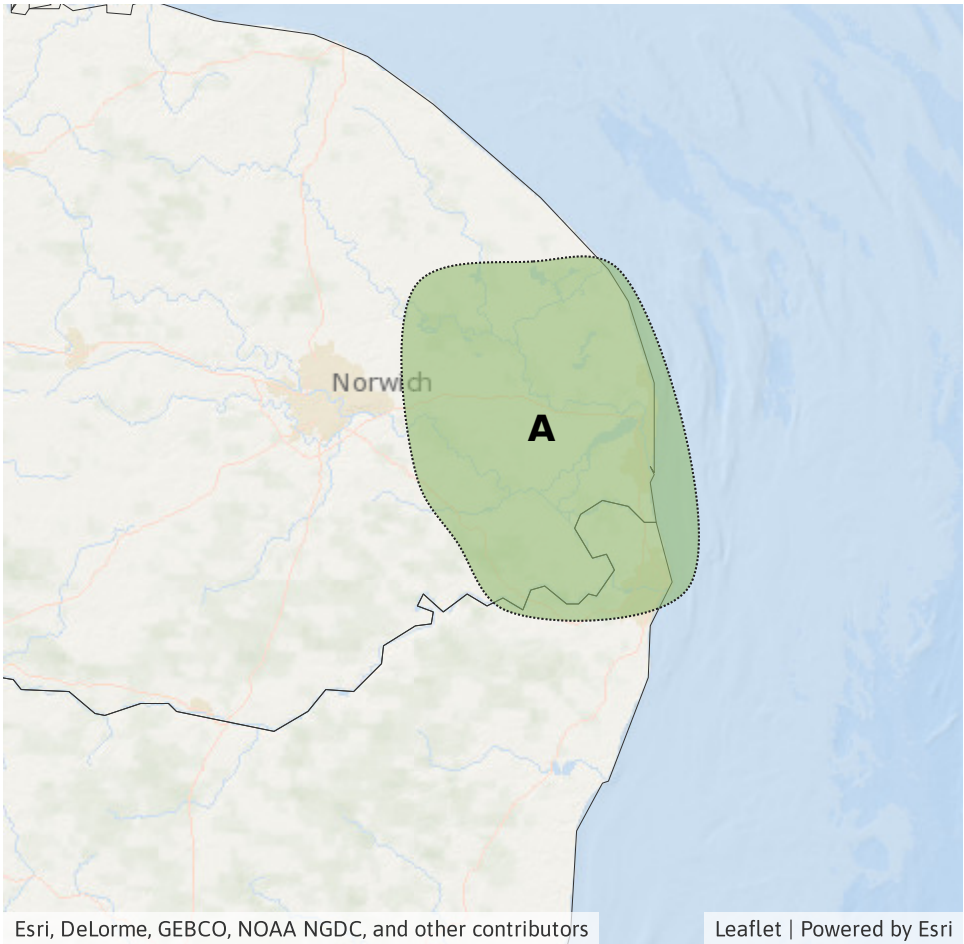 Norwich
A
Esri, DeLorme, GEBCO, NOAA NGDC, and other contributors
Leaflet | Powered by Esri